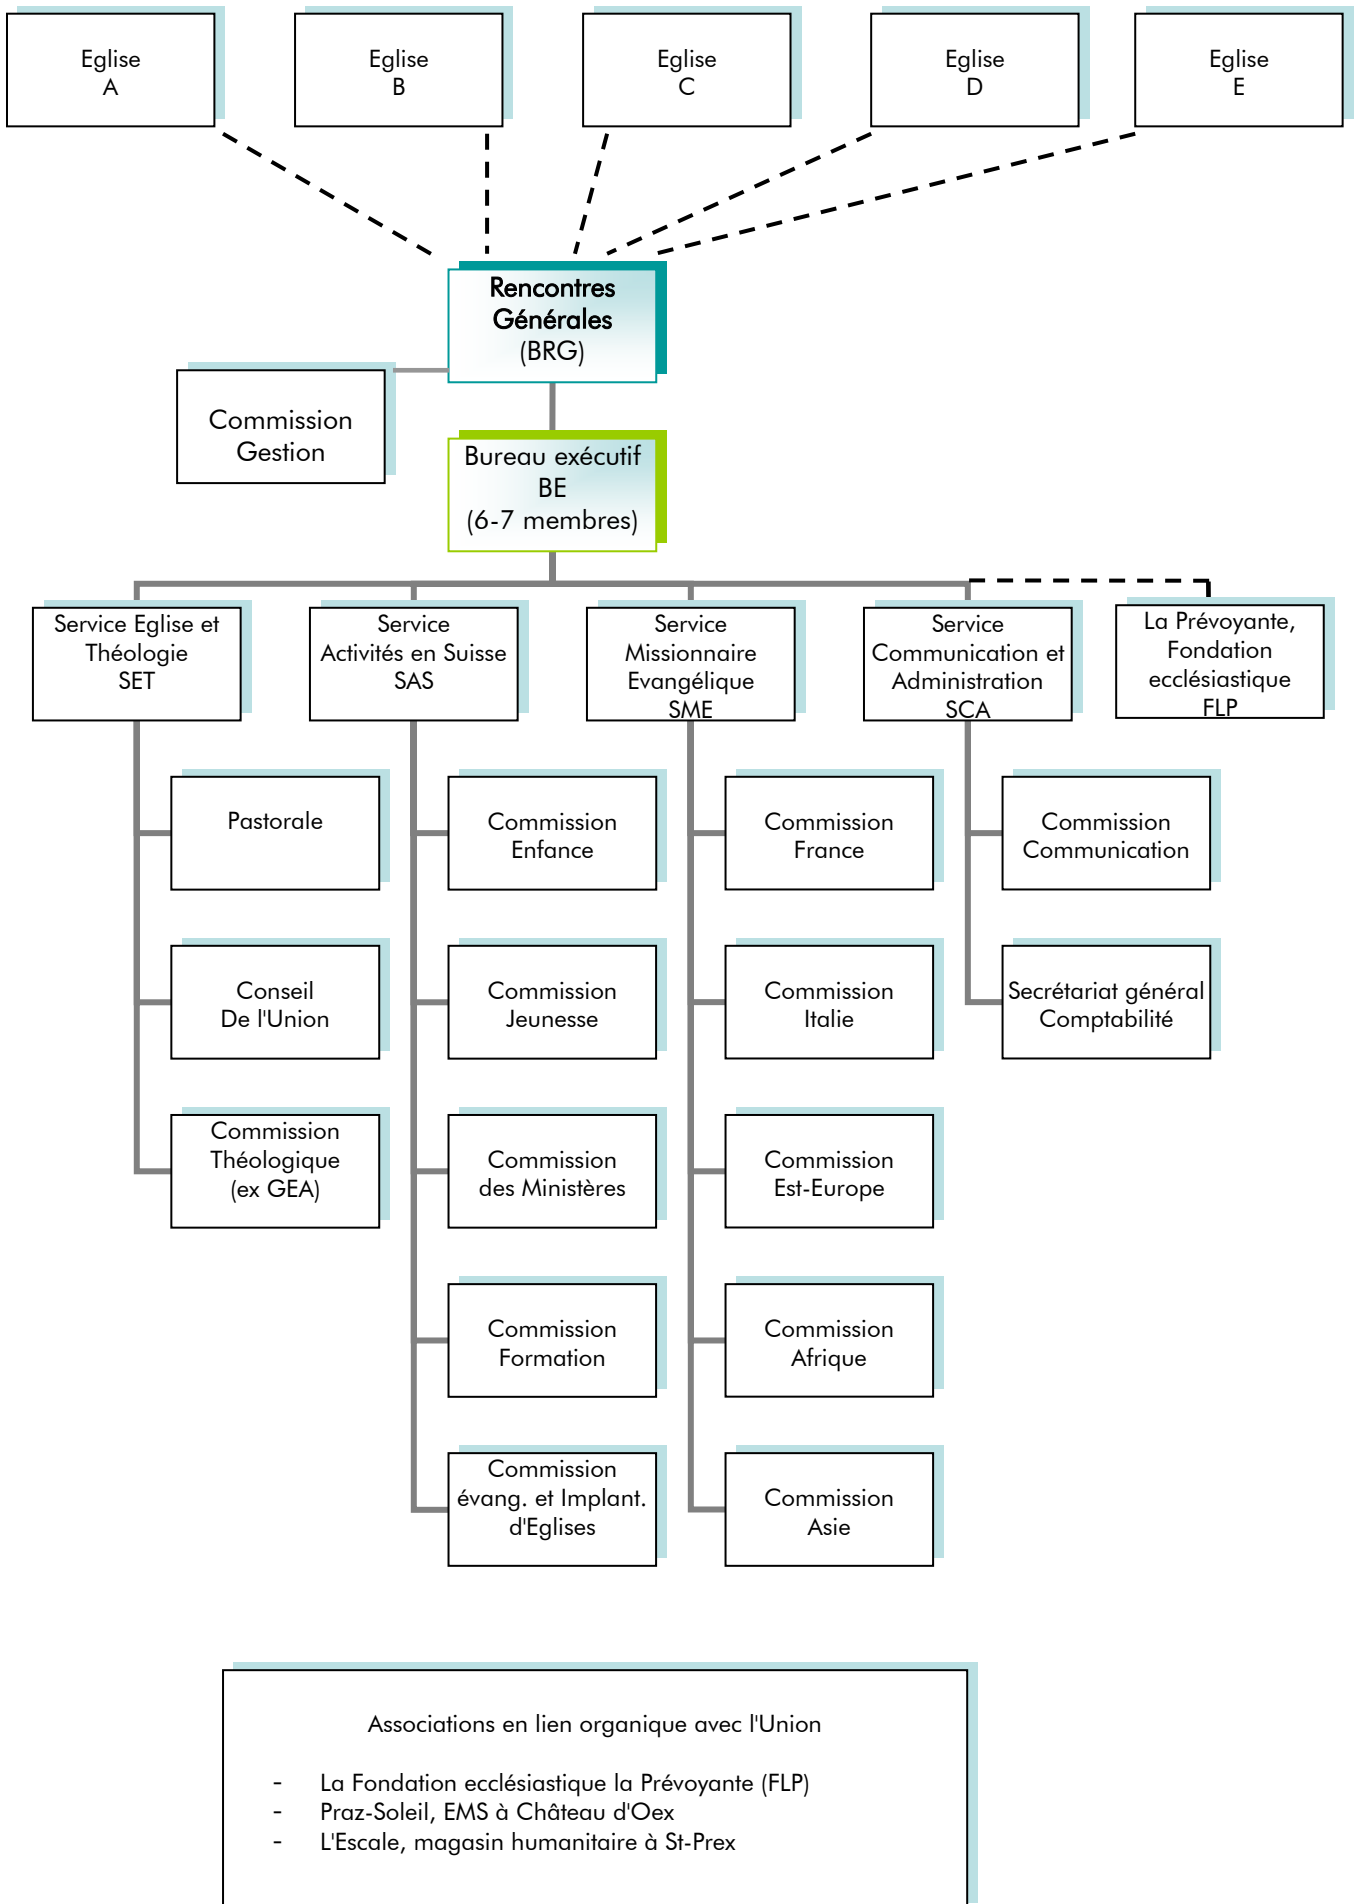 Eglise
A
Eglise
B
Eglise
C
Eglise
D
Eglise
E
Rencontres
Générales
(BRG)
Commission
Gestion
Bureau exécutif
BE
(6-7 membres)
Service Eglise et
Théologie
SET
Service
Activités en Suisse
SAS
Service
Missionnaire
Evangélique
SME
Service
Communication et
Administration
SCA
La Prévoyante,
Fondation
ecclésiastique
FLP
Pastorale
Conseil
De l'Union
Commission
Théologique
(ex GEA)
Commission
Enfance
Commission
Jeunesse
Commission
des Ministères
Commission
Formation
Commission
évang. et Implant.
d'Eglises
Commission
France
Commission
Italie
Commission
Est-Europe
Commission
Afrique
Commission
Asie
Commission
Communication
Secrétariat général
Comptabilité
Associations en lien organique avec l'Union
- La Fondation ecclésiastique la Prévoyante (FLP)
- Praz-Soleil, EMS à Château d'Oex
- L'Escale, magasin humanitaire à St-Prex